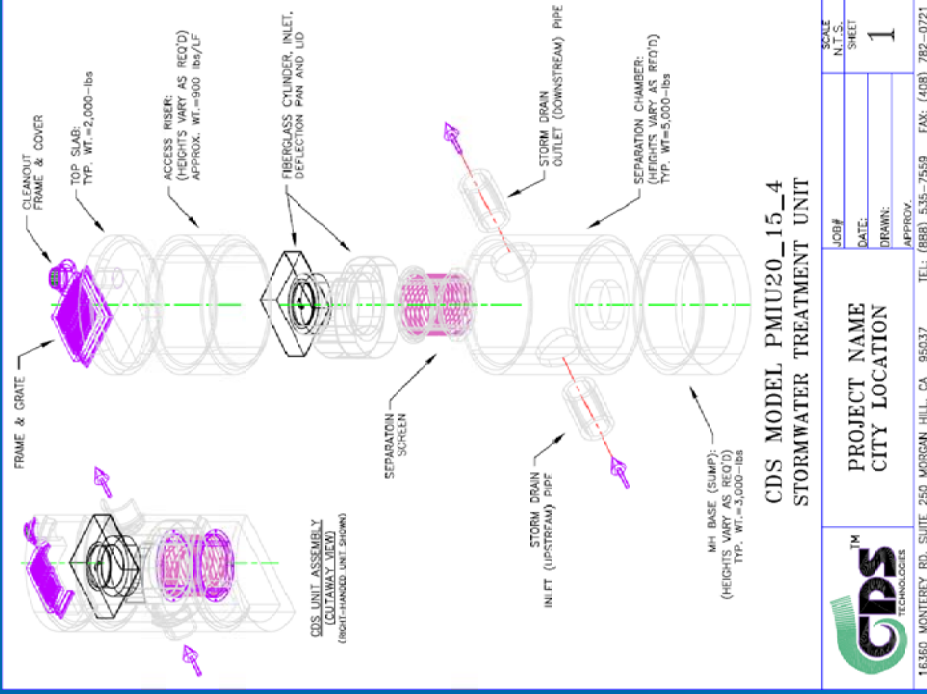 CLEANOUT
FRAME & COVER
FRAME & GRATE
TOP SLAB:
TYP. WT.=2,000-lbs
ACCESS RISER:
(HEIGHTS VARY AS REQ'D)
APPROX. WT.=900 lbs/LF
FIBERGLASS CYLINDER, INLET,
DEFLECTION PAN AND LID
SEPARATOIN
SCREEN
STORM DRAIN
OUTLET (DOWNSTREAM) PIPE
STORM DRAIN
INLET (UPSTREAM) PIPE
SEPARATION CHAMBER:
(HEIGHTS VARY AS REQ'D)
TYP. WT=5,000-lbs
MH BASE (SUMP):
(HEIGHTS VARY AS REQ'D)
TYP. WT.=3,000-lbs
CDS UNIT ASSEMBLY
(CUTAWAY VIEW)
(RIGHT-HANDED UNIT SHOWN)
CDS MODEL PMIU20_15_4
STORMWATER TREATMENT UNIT
CDS TM
TECHNOLOGIES
PROJECT NAME
CITY LOCATION
JOB#
DATE:
DRAWN:
APPROV.
SCALE
N.T.S.
SHEET
1
16360 MONTEREY RD. SUITE 250 MORGAN HILL, CA 95037 TEL: (888) 535-7559 FAX: (408) 782-0721